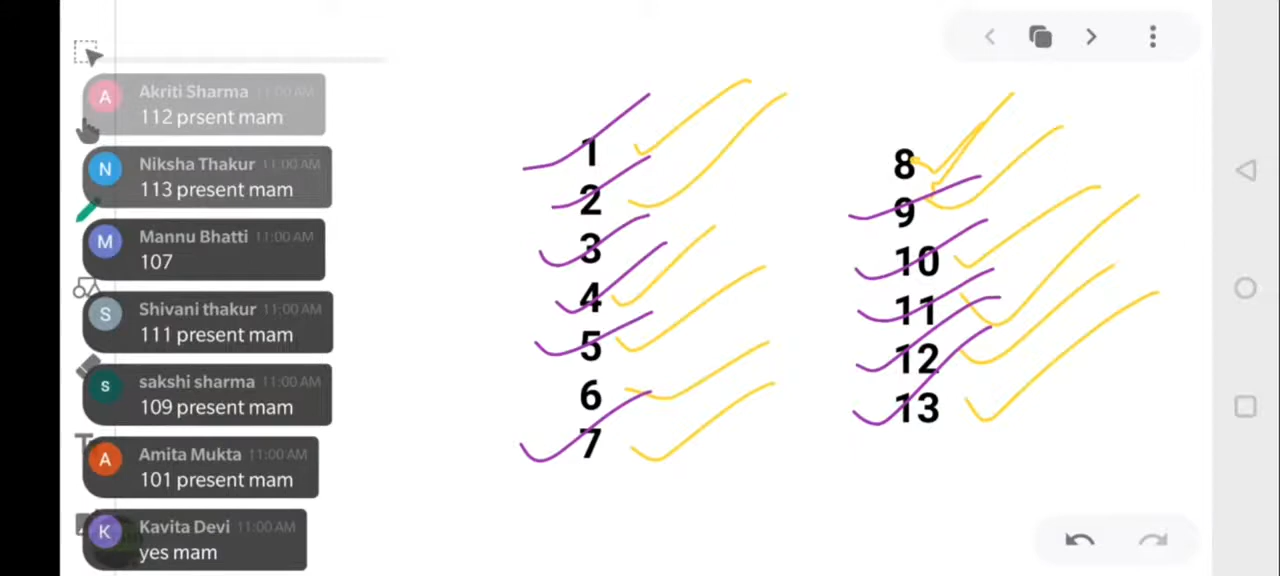 Akriti Sharma 11:00 AM
112 prsent mam
Niksha Thakur 11:00 AM
113 present mam
Mannu Bhatti 11:00 AM
107
Shivani thakur 11:00 AM
111 present mam
sakshi sharma 11:00 AM
109 present mam
Amita Mukta 11:00 AM
101 present mam
Kavita Devi 11:00 AM
yes mam
1
2
3
4
5
6
7
8
9
10
11
12
13